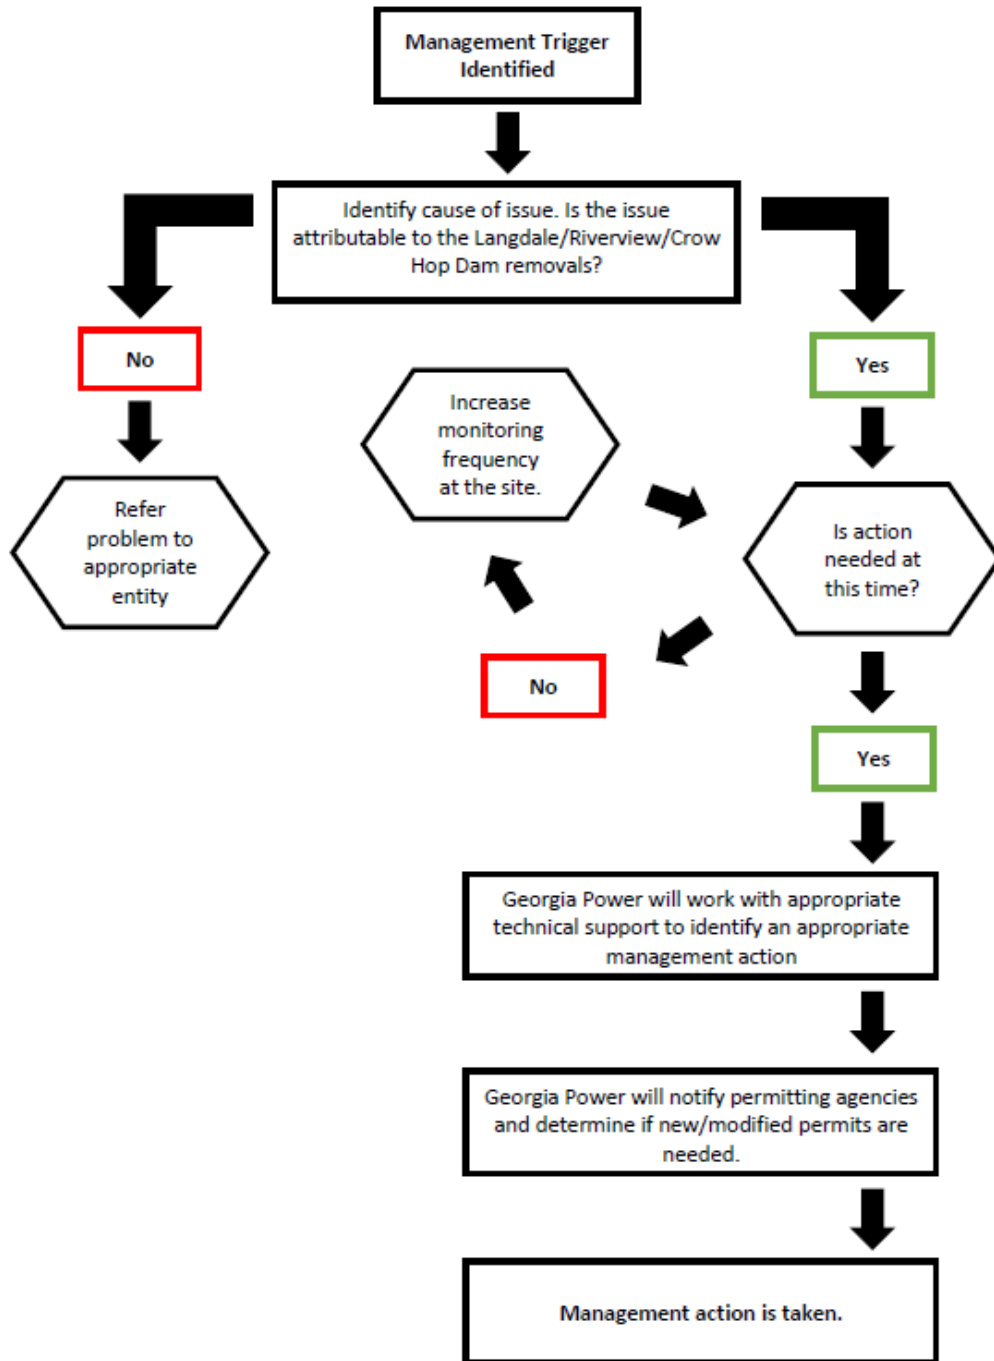 Management Trigger
Identified
Identify cause of issue. Is the issue
attributable to the Langdale/Riverview/Crow
Hop Dam removals?
No
Yes
Increase
monitoring
frequency
at the site.
Refer
problem to
appropriate
entity
Is action
needed at
this time?
No
Yes
Georgia Power will work with appropriate
technical support to identify an appropriate
management action
Georgia Power will notify permitting agencies
and determine if new/modified permits are
needed.
Management action is taken.